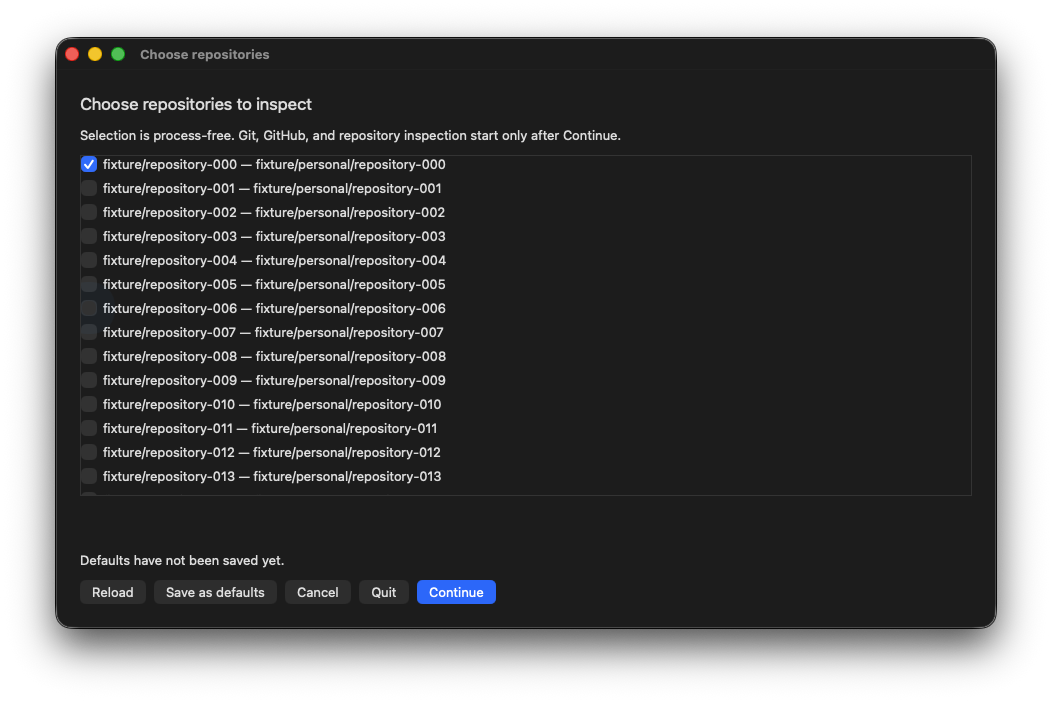 Choose repositories
Choose repositories to inspect
Selection is process-free. Git, GitHub, and repository inspection start only after Continue.
fixture/repository-000 — fixture/personal/repository-000
fixture/repository-001 — fixture/personal/repository-001
fixture/repository-002 — fixture/personal/repository-002
fixture/repository-003 — fixture/personal/repository-003
fixture/repository-004 — fixture/personal/repository-004
fixture/repository-005 — fixture/personal/repository-005
fixture/repository-006 — fixture/personal/repository-006
fixture/repository-007 — fixture/personal/repository-007
fixture/repository-008 — fixture/personal/repository-008
fixture/repository-009 — fixture/personal/repository-009
fixture/repository-010 — fixture/personal/repository-010
fixture/repository-011 — fixture/personal/repository-011
fixture/repository-012 — fixture/personal/repository-012
fixture/repository-013 — fixture/personal/repository-013
Defaults have not been saved yet.
Reload Save as defaults Cancel Quit Continue